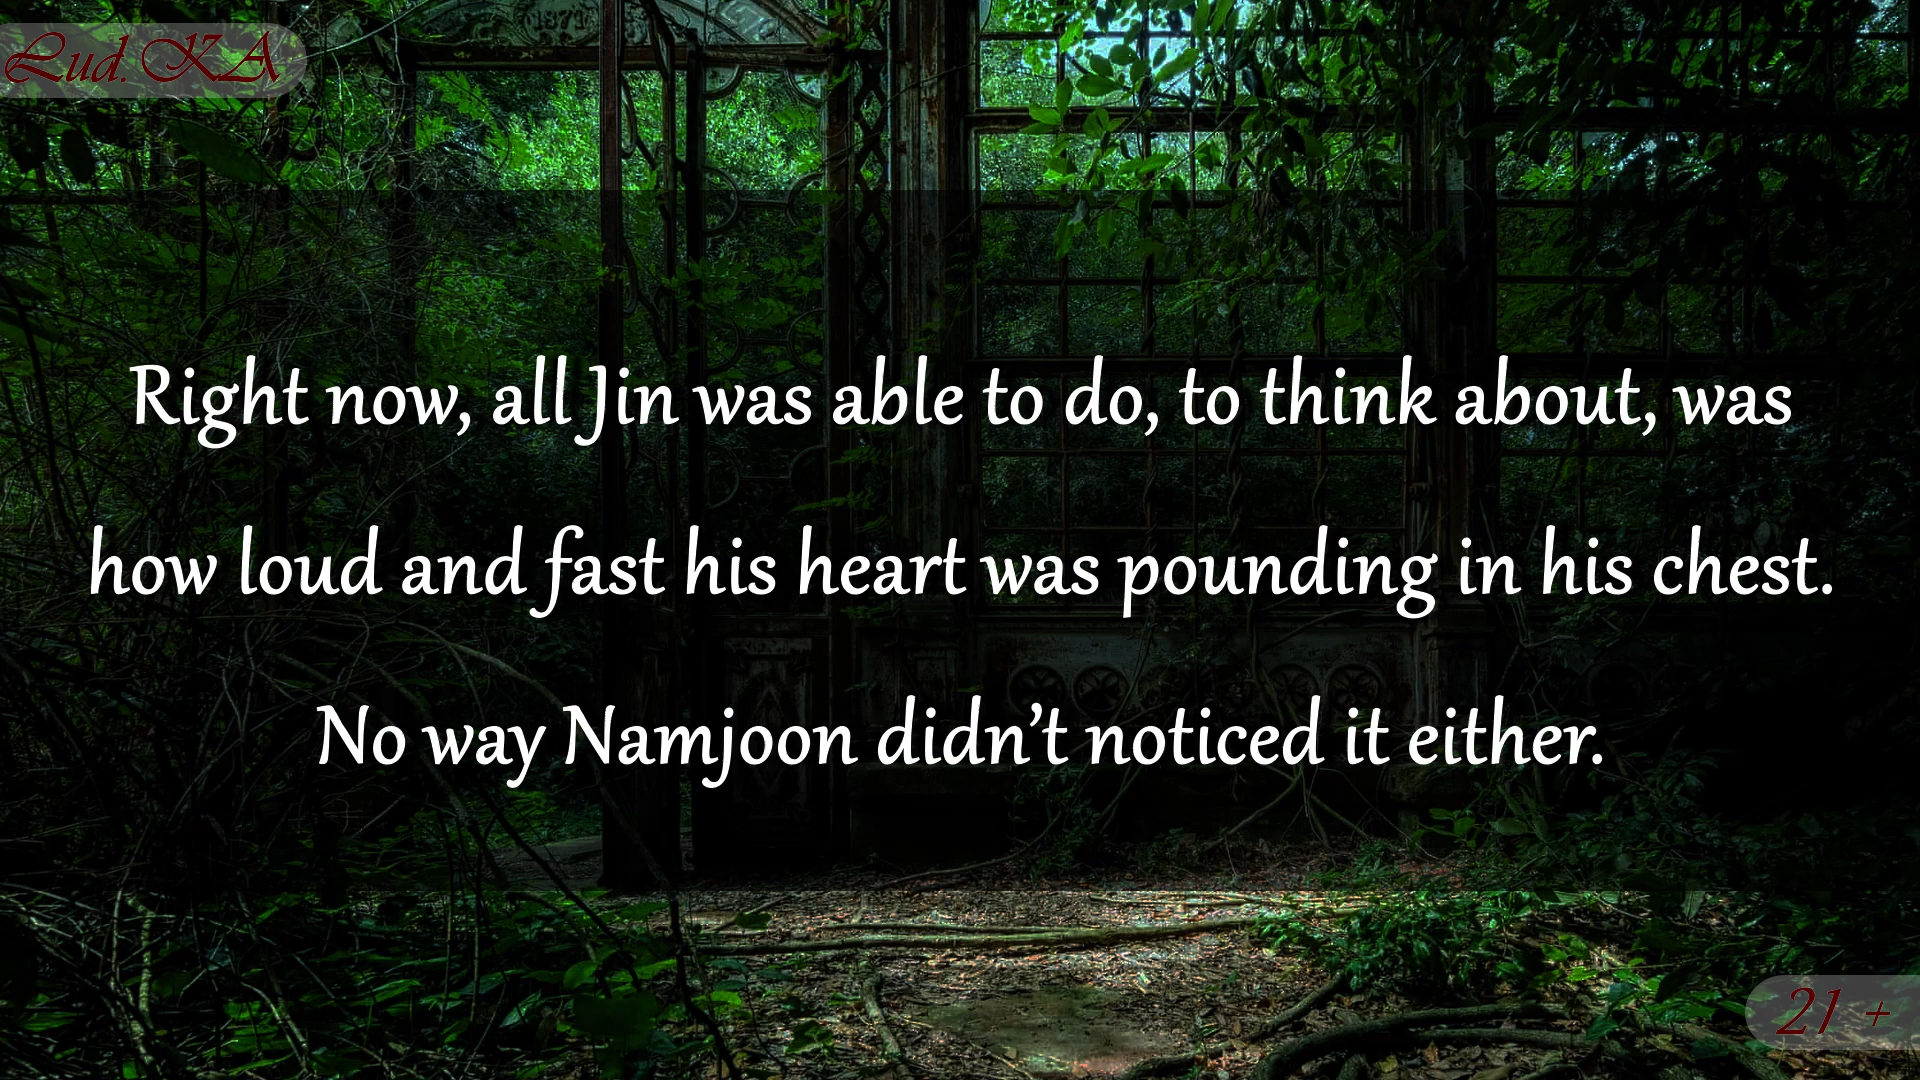 1871
Lud. KA
Right now, all Jin was able to do, to think about, was
how loud and fast his heart was pounding in his chest.
No way Namjoon didn’t noticed it either.
21 +